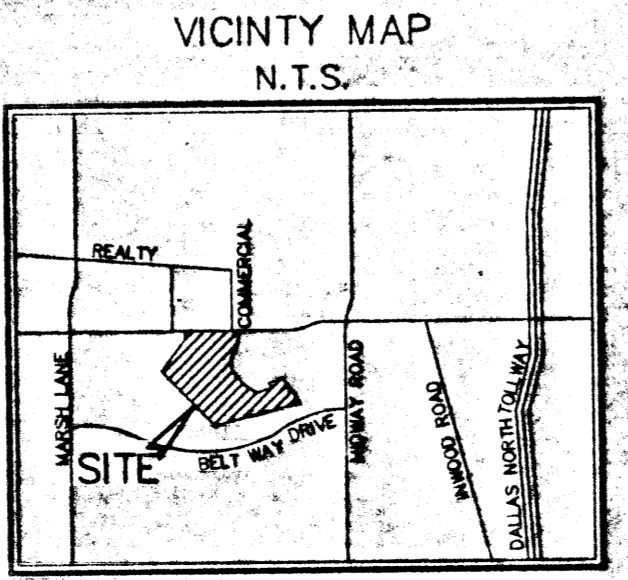 VICINTY MAP
N.T.S.
REALTY
COMMERCIAL
MARSH LANE
SITE
BELT WAY DRIVE
MIDWAY ROAD
INWOOD ROAD
DALLAS NORTH TOLLWAY